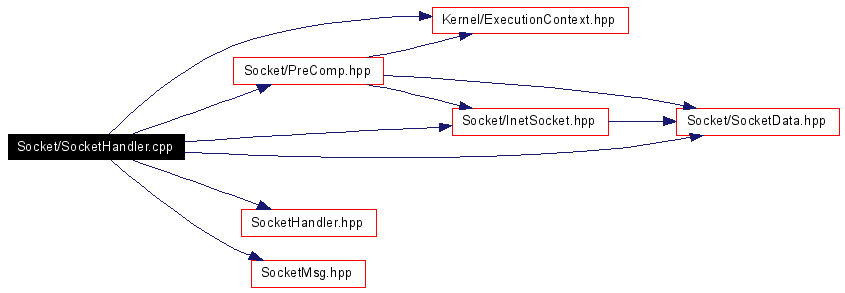 Kernel/ExecutionContext.hpp
Socket/PreComp.hpp
Socket/InetSocket.hpp
Socket/SocketData.hpp
Socket/SocketHandler.cpp
SocketHandler.hpp
SocketMsg.hpp